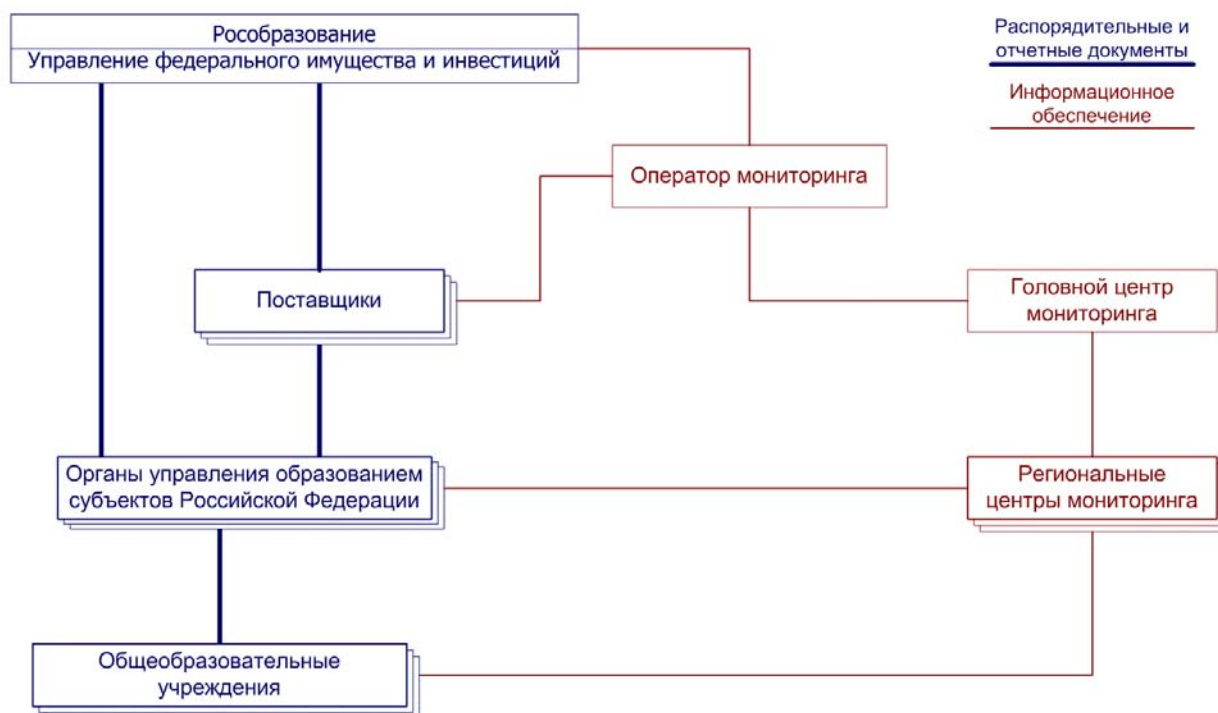 Рособразование
Управление федерального имущества и инвестиций
Распорядительные и
отчетные документы
Информационное
обеспечение
Оператор мониторинга
Поставщики
Головной центр
мониторинга
Органы управления образованием
субъектов Российской Федерации
Региональные
центры мониторинга
Общеобразовательные
учреждения